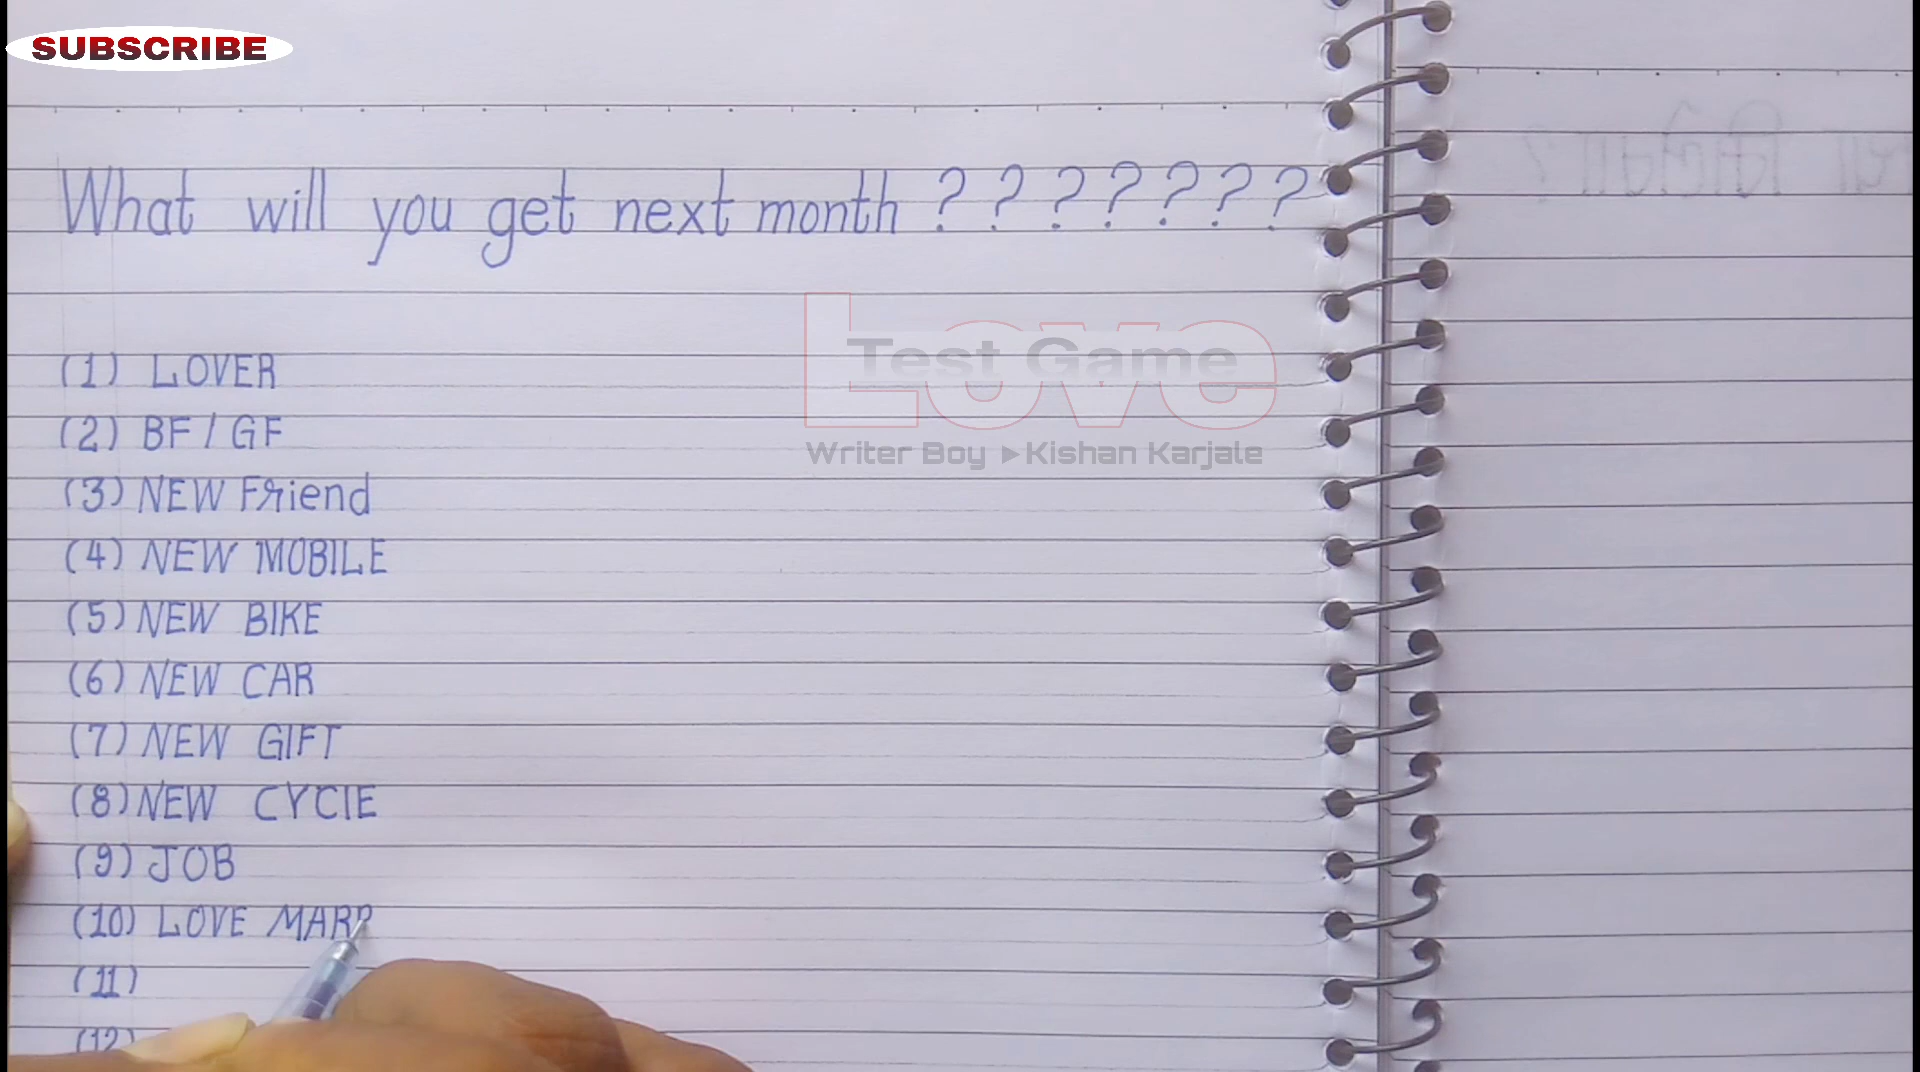 SUBSCRIBE
What will you get next month ???????
Love
Test Game
Writer Boy ►Kishan Karjale
(1) LOVER
(2) BF / GF
(3) NEW Friend
(4) NEW MOBILE
(5) NEW BIKE
(6) NEW CAR
(7) NEW GIFT
(8) NEW CYCIE
(9) JOB
(10) LOVE MARR
(11)
(12)